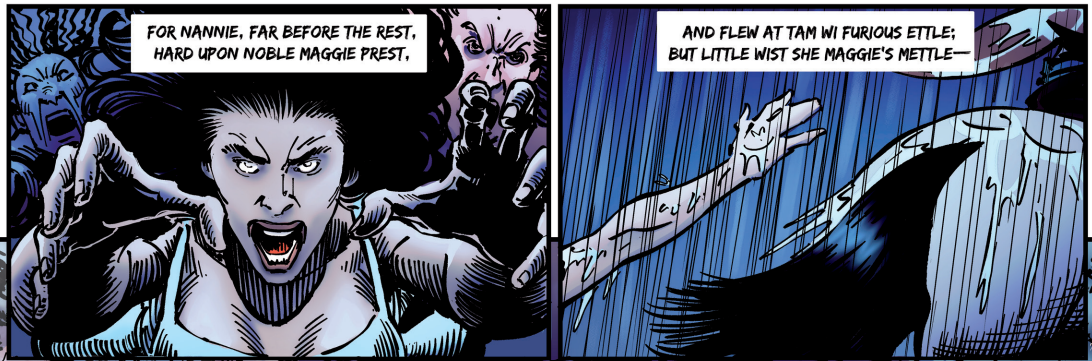 FOR NANNIE, FAR BEFORE THE REST,
HARD UPON NOBLE MAGGIE PREST,
AND FLEW AT TAM WI FURIOUS ETTLE;
BUT LITTLE WIST SHE MAGGIE'S METTLE—